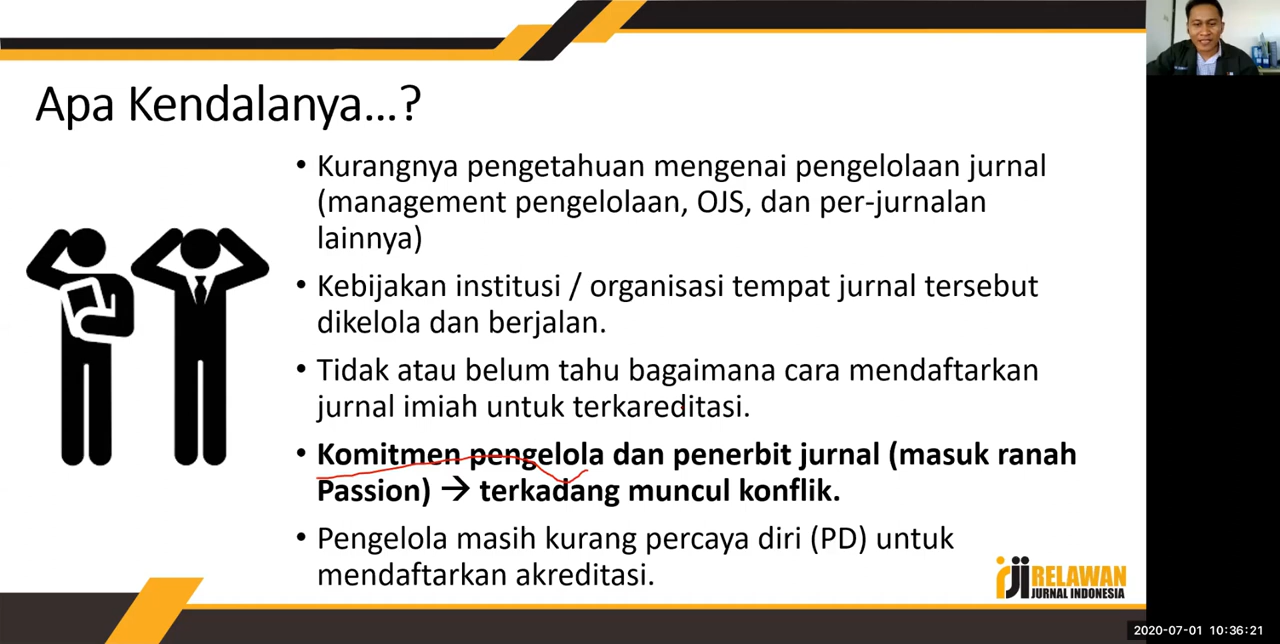 Apa Kendalanya...?
• Kurangnya pengetahuan mengenai pengelolaan jurnal
(management pengelolaan, OJS, dan per-jurnalan
lainnya)
• Kebijakan institusi / organisasi tempat jurnal tersebut
dikelola dan berjalan.
• Tidak atau belum tahu bagaimana cara mendaftarkan
jurnal imiah untuk terkareditasi.
• Komitmen pengelola dan penerbit jurnal (masuk ranah
Passion) → terkadang muncul konflik.
• Pengelola masih kurang percaya diri (PD) untuk
mendaftarkan akreditasi.
rji RELAWAN
JURNAL INDONESIA
2020-07-01 10:36:21